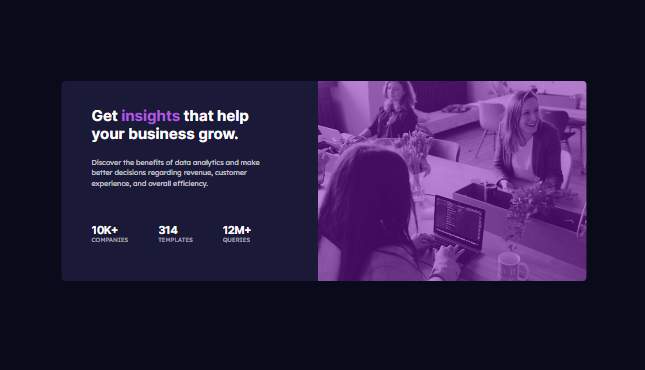 Get insights that help
your business grow.
Discover the benefits of data analytics and make
better decisions regarding revenue, customer
experience, and overall efficiency.
10K+ 314 12M+
COMPANIES TEMPLATES QUERIES